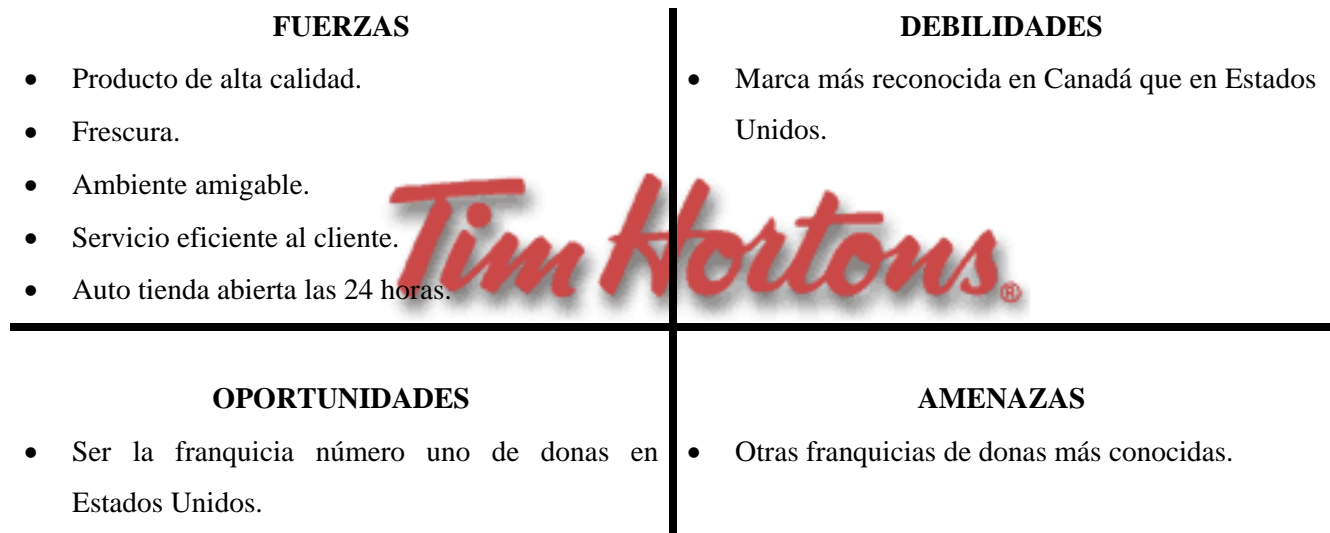 FUERZAS
• Producto de alta calidad.
• Frescura.
• Ambiente amigable.
• Servicio eficiente al cliente.
• Auto tienda abierta las 24 horas.
DEBILIDADES
• Marca más reconocida en Canadá que en Estados
Unidos.
Tim Hortons®
OPORTUNIDADES
• Ser la franquicia número uno de donas en
Estados Unidos.
AMENAZAS
• Otras franquicias de donas más conocidas.